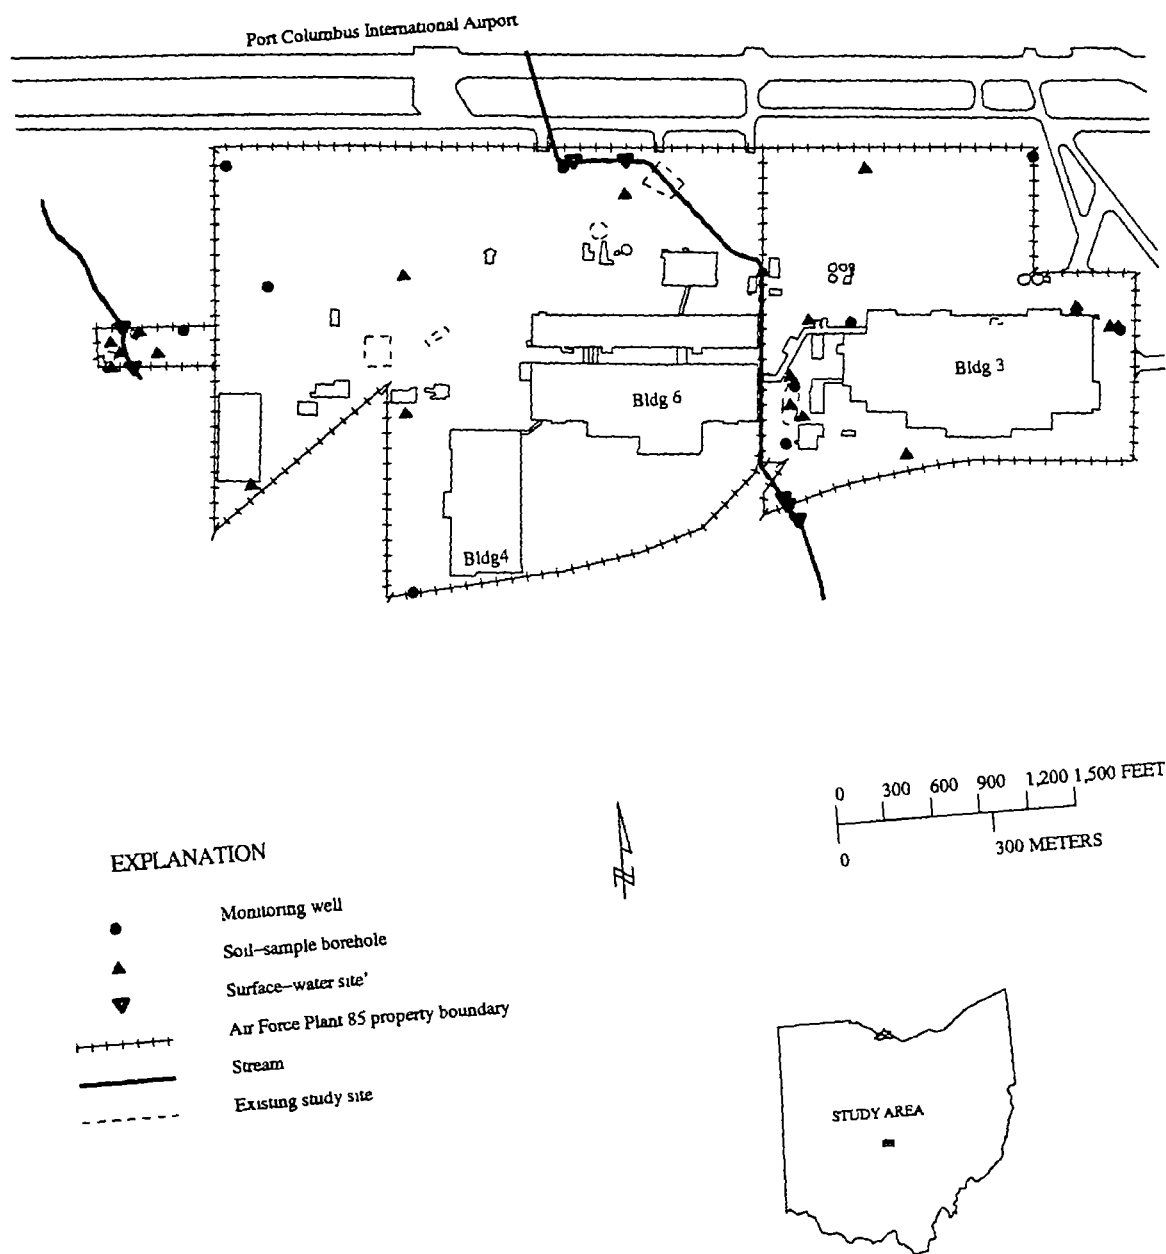 Port Columbus International Airport
Bldg 3
Bldg 6
Bldg4
0 300 600 900 1,200 1,500 FEET
0 300 METERS
EXPLANATION
Monitoring well
Soil-sample borehole
Surface-water site'
Air Force Plant 85 property boundary
Stream
Existing study site
N
STUDY AREA